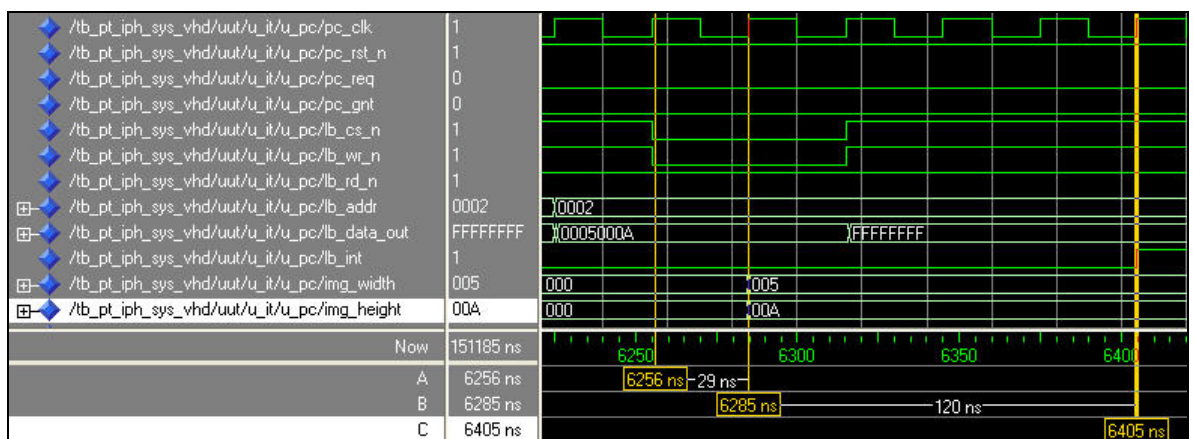 /tb_pt_iph_sys_vhd/uut/u_it/u_pc/pc_clk 1
/tb_pt_iph_sys_vhd/uut/u_it/u_pc/pc_rst_n 1
/tb_pt_iph_sys_vhd/uut/u_it/u_pc/pc_req 0
/tb_pt_iph_sys_vhd/uut/u_it/u_pc/pc_gnt 0
/tb_pt_iph_sys_vhd/uut/u_it/u_pc/lb_cs_n 1
/tb_pt_iph_sys_vhd/uut/u_it/u_pc/lb_wr_n 1
/tb_pt_iph_sys_vhd/uut/u_it/u_pc/lb_rd_n 1
/tb_pt_iph_sys_vhd/uut/u_it/u_pc/lb_addr 0002 0002
/tb_pt_iph_sys_vhd/uut/u_it/u_pc/lb_data_out FFFFFFFF 0005000A FFFFFFFF
/tb_pt_iph_sys_vhd/uut/u_it/u_pc/lb_int 1
/tb_pt_iph_sys_vhd/uut/u_it/u_pc/img_width 005 000 005
/tb_pt_iph_sys_vhd/uut/u_it/u_pc/img_height 00A 000 00A
Now 151185 ns 6250 6300 6350 6400
A 6256 ns 6256 ns 29 ns
B 6285 ns 6285 ns 120 ns
C 6405 ns 6405 ns